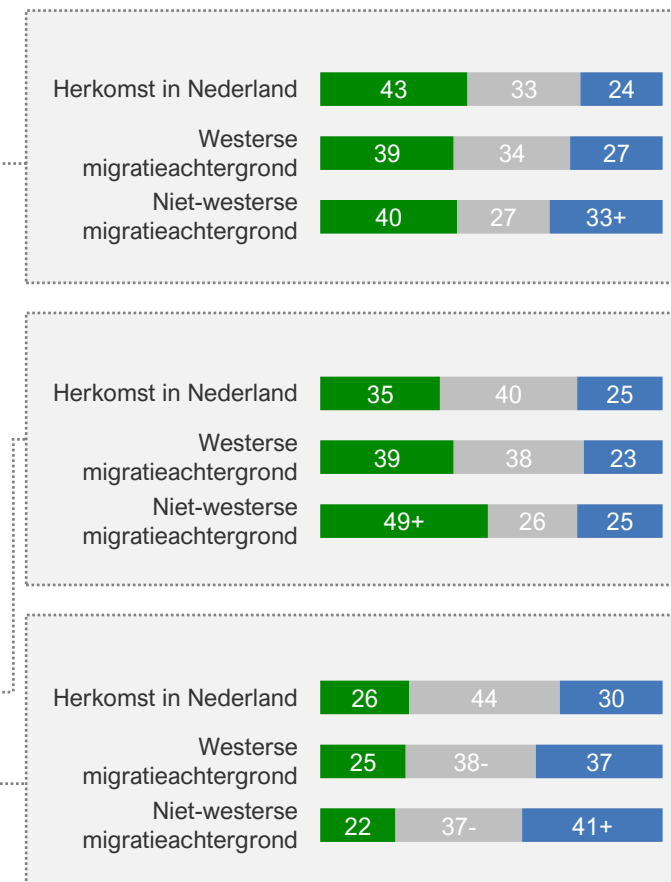 Herkomst in Nederland 43 33 24
Westerse
migratieachtergrond 39 34 27
Niet-westerse
migratieachtergrond 40 27 33+
Herkomst in Nederland 35 40 25
Westerse
migratieachtergrond 39 38 23
Niet-westerse
migratieachtergrond 49+ 26 25
Herkomst in Nederland 26 44 30
Westerse
migratieachtergrond 25 38- 37
Niet-westerse
migratieachtergrond 22 37- 41+